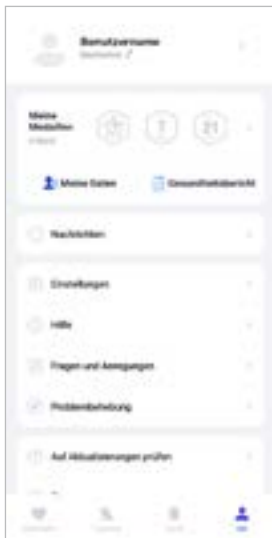 Benutzername
Meine
Medaillen
7
21
Meine Daten
Gesundheitsbericht
Nachrichten
Einstellungen
Hilfe
Fragen und Anregungen
Problembehebung
Auf Aktualisierungen prüfen